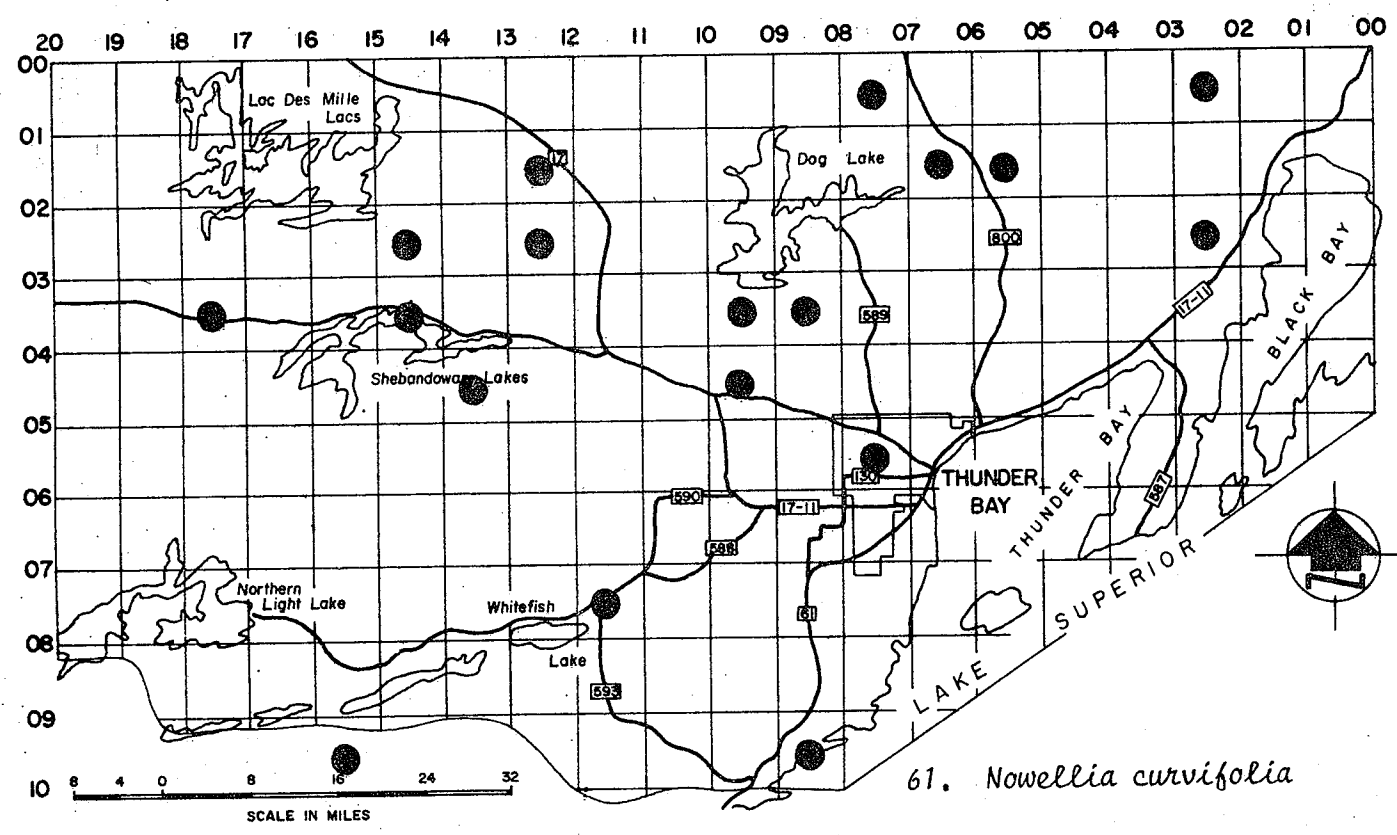 20 19 18 17 16 15 14 13 12 11 10 09 08 07 06 05 04 03 02 01 00
00
01
02
03
04
05
06
07
08
09
10
Lac Des Mille
Lacs
17
Dog Lake
800
589
17-11
BLACK BAY
Shebandowan Lakes
THUNDER BAY
130
THUNDER
BAY
590
17-11
587
588
Northern
Light Lake
Whitefish
Lake
61
593
LAKE SUPERIOR
8 4 0 8 16 24 32
SCALE IN MILES
61. Nowellia curvifolia
N